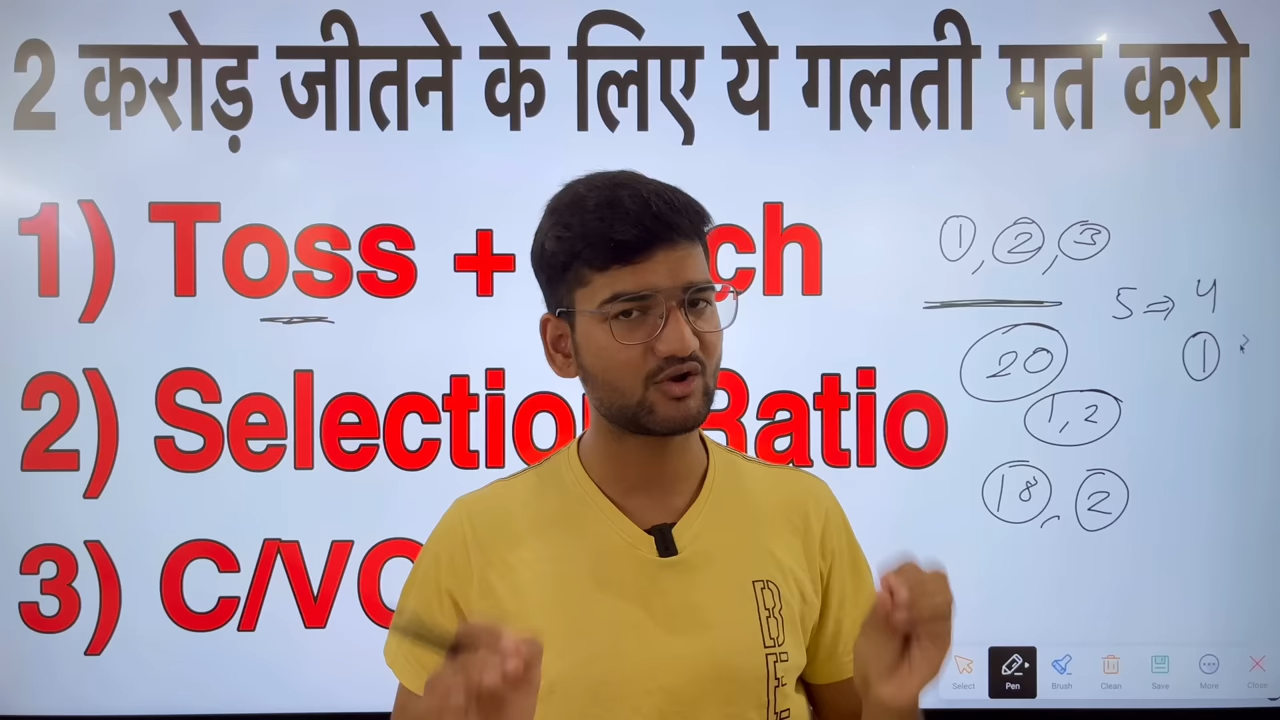 2 करोड़ जीतने के लिए ये गलती मत करो
1) Toss + ch
2) Selectio Ratio
3) C/VC
1, 2, 3
5 ⇒ 4
1
20
1, 2
18, 2
BE
Select Pen Brush Clean Save More Close